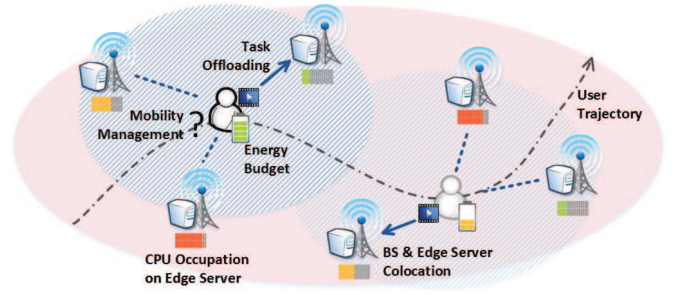 Task
Offloading
Mobility
Management
?
Energy
Budget
User
Trajectory
CPU Occupation
on Edge Server
BS & Edge Server
Colocation